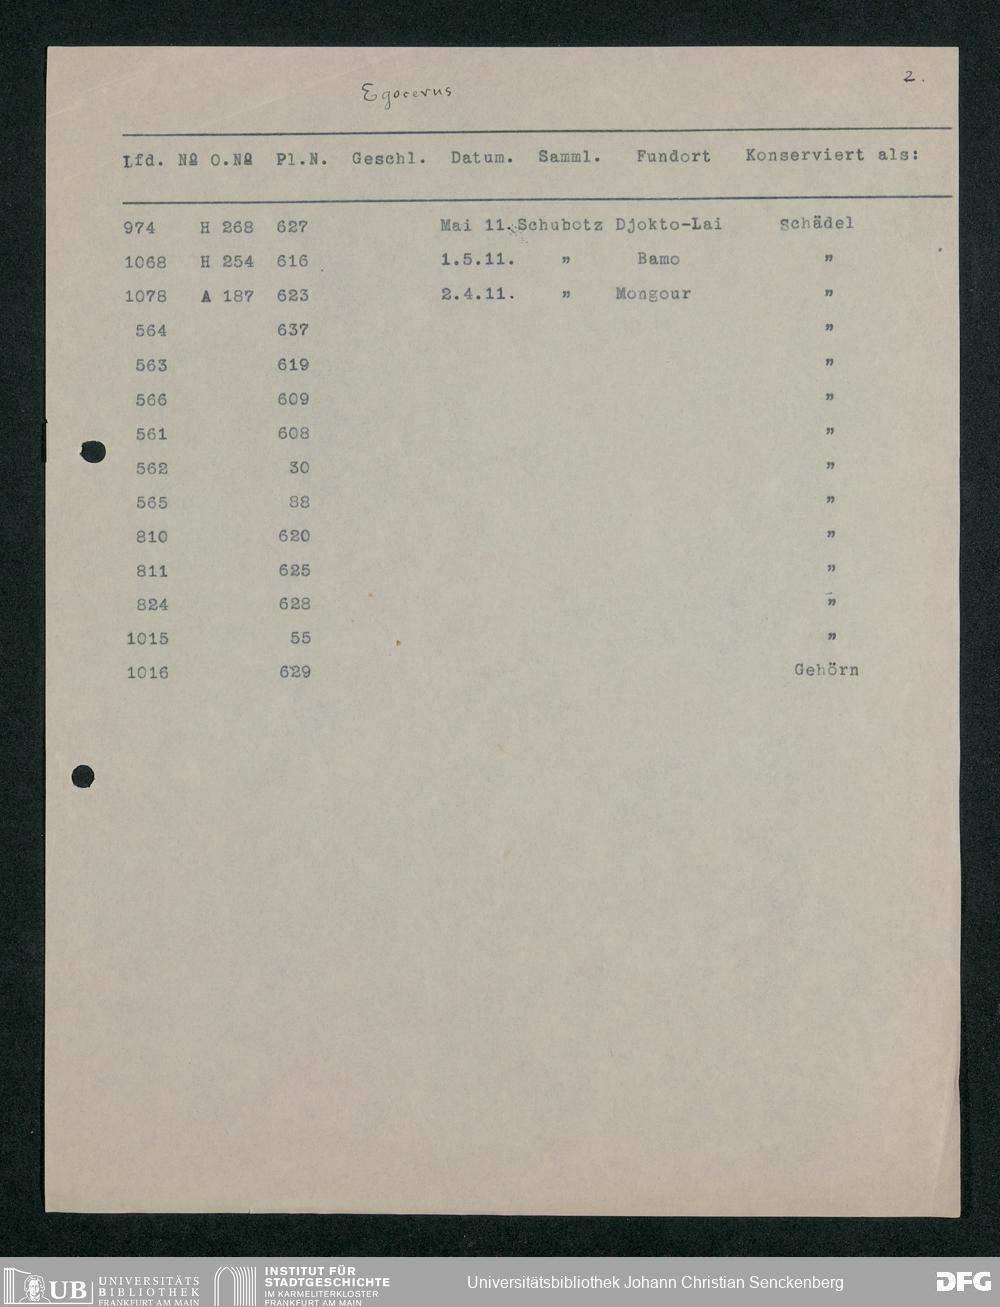 2.
Egocerus
Lfd. № O.№ Pl.N. Geschl. Datum. Samml. Fundort Konserviert als:
974 H 268 627 Mai 11. Schubotz Djokto-Lai Schädel
1068 H 254 616 1.5.11. " Bamo "
1078 A 187 623 2.4.11. " Mongour "
564 637 "
563 619 "
566 609 "
561 608 "
562 30 "
565 88 "
810 620 "
811 625 "
824 628 "
1015 55 "
1016 629 Gehörn
UB UNIVERSITÄTS
BIBLIOTHEK
FRANKFURT AM MAIN
INSTITUT FÜR
STADTGESCHICHTE
IM KARMELITERKLOSTER
FRANKFURT AM MAIN
Universitätsbibliothek Johann Christian Senckenberg
DFG